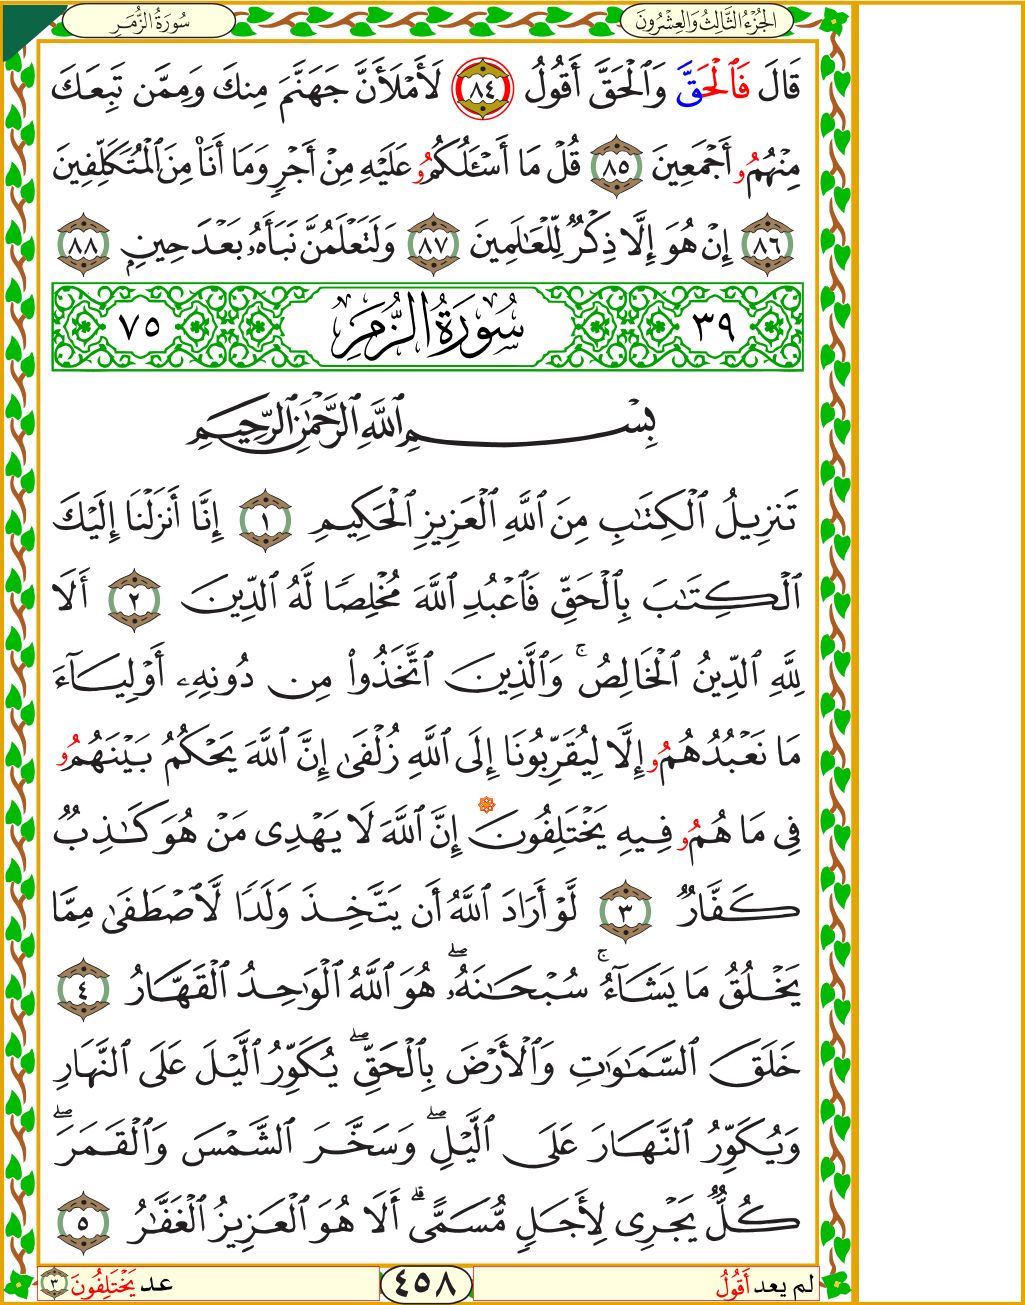 الجُزْءُ الثَّالِثُ وَالعِشْرُونَ
سُورَةُ الزُّمَرِ
قَالَ فَٱلۡحَقَّ وَٱلۡحَقَّ أَقُولُ ٨٤ لَأَمۡلَأَنَّ جَهَنَّمَ مِنكَ وَمِمَّن تَبِعَكَ
مِنۡهُمُۥ أَجۡمَعِينَ ٨٥ قُلۡ مَا أَسۡـَٔلُكُمُۥ عَلَيۡهِ مِنۡ أَجۡرٖ وَمَا أَنَا۠ مِنَ ٱلۡمُتَكَلِّفِينَ
٨٦ إِنۡ هُوَ إِلَّا ذِكۡرٞ لِّلۡعَٰلَمِينَ ٨٧ وَلَتَعۡلَمُنَّ نَبَأَهُۥ بَعۡدَ حِينِۭ ٨٨
٣٩ سُورَةُ الزُّمَرِ ٧٥
بِسۡمِ ٱللَّهِ ٱلرَّحۡمَٰنِ ٱلرَّحِيمِ
تَنزِيلُ ٱلۡكِتَٰبِ مِنَ ٱللَّهِ ٱلۡعَزِيزِ ٱلۡحَكِيمِ ١ إِنَّا أَنزَلۡنَا إِلَيۡكَ
ٱلۡكِتَٰبَ بِٱلۡحَقِّ فَٱعۡبُدِ ٱللَّهَ مُخۡلِصٗا لَّهُ ٱلدِّينَ ٢ أَلَا
لِلَّهِ ٱلدِّينُ ٱلۡخَالِصُۚ وَٱلَّذِينَ ٱتَّخَذُواْ مِن دُونِهِۦ أَوۡلِيَآءَ
مَا نَعۡبُدُهُمُۥ إِلَّا لِيُقَرِّبُونَا إِلَى ٱللَّهِ زُلۡفَىٰ إِنَّ ٱللَّهَ يَحۡكُمُ بَيۡنَهُمُۥ
فِي مَا هُمُۥ فِيهِ يَخۡتَلِفُونَ إِنَّ ٱللَّهَ لَا يَهۡدِي مَنۡ هُوَ كَٰذِبٞ
كَفَّارٞ ٣ لَّوۡ أَرَادَ ٱللَّهُ أَن يَتَّخِذَ وَلَدٗا لَّٱصۡطَفَىٰ مِمَّا
يَخۡلُقُ مَا يَشَآءُۚ سُبۡحَٰنَهُۥۖ هُوَ ٱللَّهُ ٱلۡوَٰحِدُ ٱلۡقَهَّارُ ٤
خَلَقَ ٱلسَّمَٰوَٰتِ وَٱلۡأَرۡضَ بِٱلۡحَقِّۖ يُكَوِّرُ ٱلَّيۡلَ عَلَى ٱلنَّهَارِ
وَيُكَوِّرُ ٱلنَّهَارَ عَلَى ٱلَّيۡلِۖ وَسَخَّرَ ٱلشَّمۡسَ وَٱلۡقَمَرَۖ
كُلّٞ يَجۡرِي لِأَجَلٖ مُّسَمًّىۗ أَلَا هُوَ ٱلۡعَزِيزُ ٱلۡغَفَّٰرُ ٥
لم يعد أَقُولُ
٤٥٨
عد يَخْتَلِفُونَ ٣